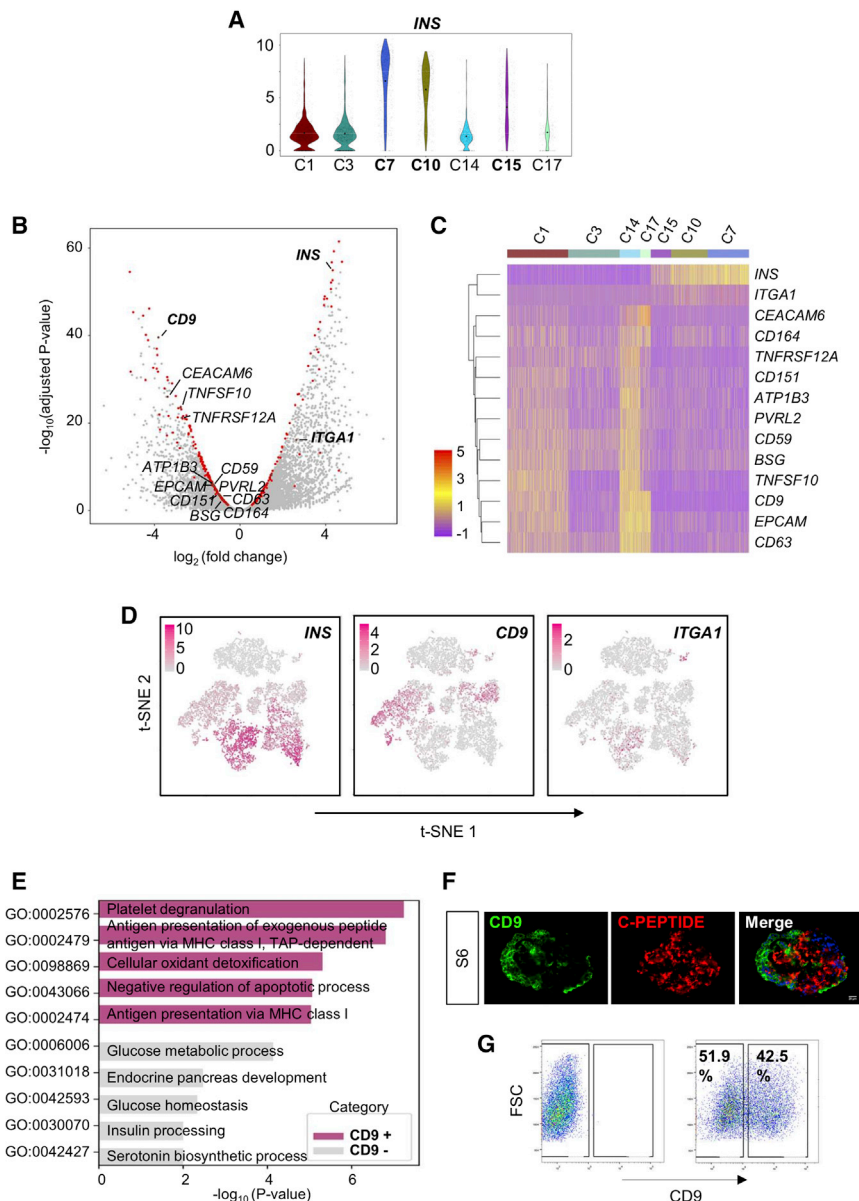 A
INS
10
5
0
C1 C3 C7 C10 C14 C15 C17
B
60
40
20
0
-log10(adjusted P-value)
INS
CD9
CEACAM6
TNFSF10
TNFRSF12A
ITGA1
ATP1B3 CD59
EPCAM PVRL2
CD151 CD63
BSG CD164
-4 0 4
log2 (fold change)
C
C1 C3 C14 C17 C15 C10 C7
INS
ITGA1
CEACAM6
CD164
TNFRSF12A
CD151
ATP1B3
PVRL2
CD59
BSG
TNFSF10
CD9
EPCAM
CD63
5
3
1
-1
D
t-SNE 2
10
5
0
INS
4
2
0
CD9
2
0
ITGA1
t-SNE 1
E
GO:0002576 Platelet degranulation
GO:0002479 Antigen presentation of exogenous peptide
antigen via MHC class I, TAP-dependent
GO:0098869 Cellular oxidant detoxification
GO:0043066 Negative regulation of apoptotic process
GO:0002474 Antigen presentation via MHC class I
GO:0006006 Glucose metabolic process
GO:0031018 Endocrine pancreas development
GO:0042593 Glucose homeostasis
GO:0030070 Insulin processing
GO:0042427 Serotonin biosynthetic process
Category
CD9 +
CD9 -
0 2 4 6
-log10 (P-value)
F
S6
CD9
C-PEPTIDE
Merge
G
FSC
51.9
%
42.5
%
CD9